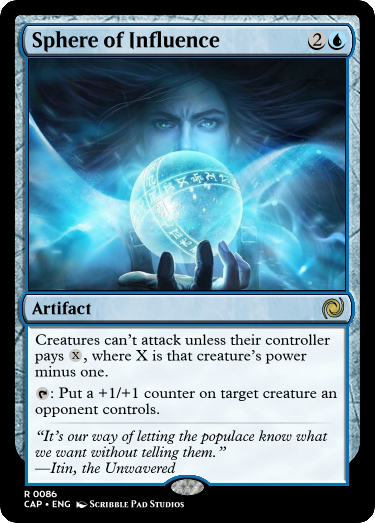 Sphere of Influence 2
Artifact
Creatures can't attack unless their controller
pays X, where X is that creature's power
minus one.
: Put a +1/+1 counter on target creature an
opponent controls.
"It's our way of letting the populace know what
we want without telling them."
—Itin, the Unwavered
R 0086
CAP • ENG Scribble Pad Studios